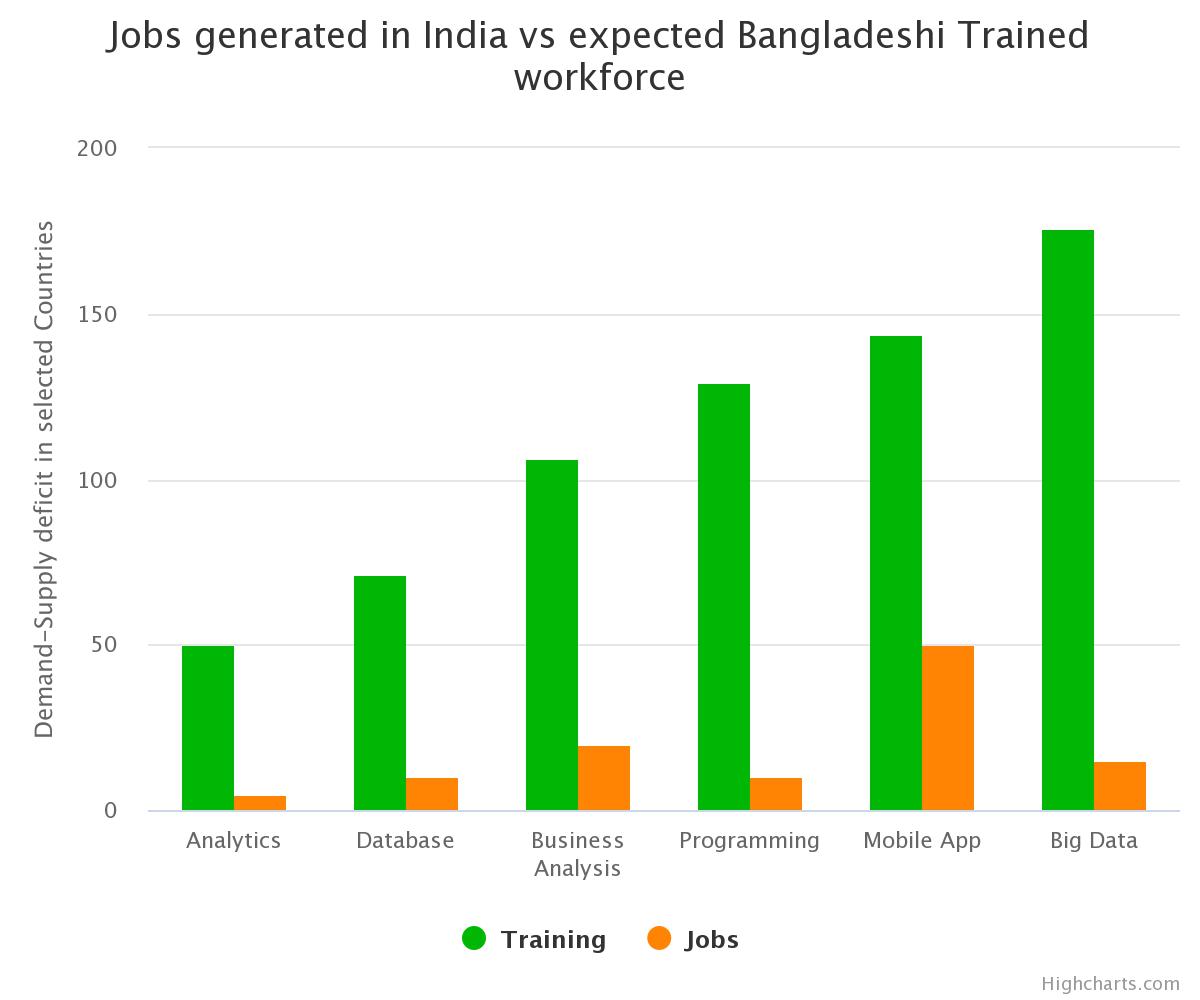 Jobs generated in India vs expected Bangladeshi Trained
workforce
Demand-Supply deficit in selected Countries
200
150
100
50
0
Analytics
Database
Business
Analysis
Programming
Mobile App
Big Data
Training
Jobs
Highcharts.com